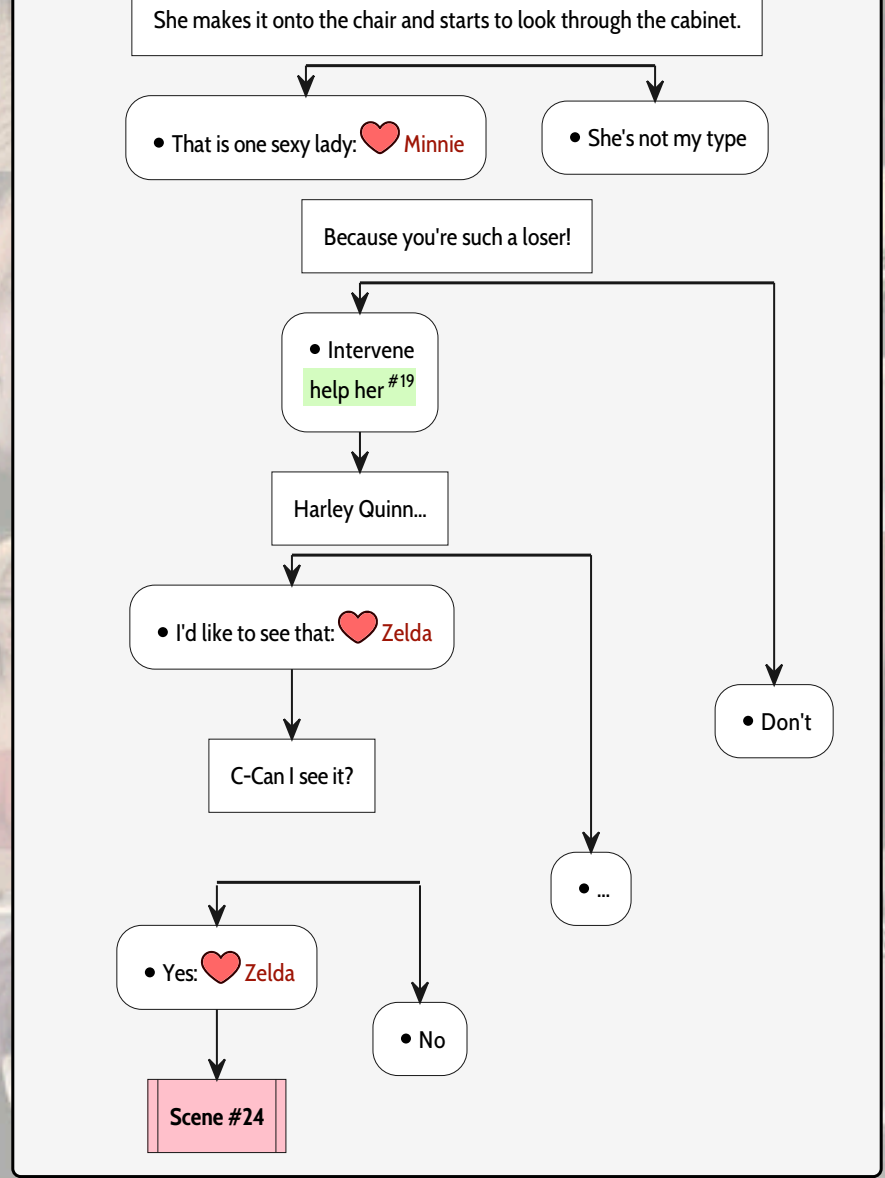 She makes it onto the chair and starts to look through the cabinet.
• That is one sexy lady: Minnie
• She's not my type
Because you're such a loser!
• Intervene
help her #19
Harley Quinn...
• I'd like to see that: Zelda
• Don't
C-Can I see it?
• ...
• Yes: Zelda
• No
Scene #24